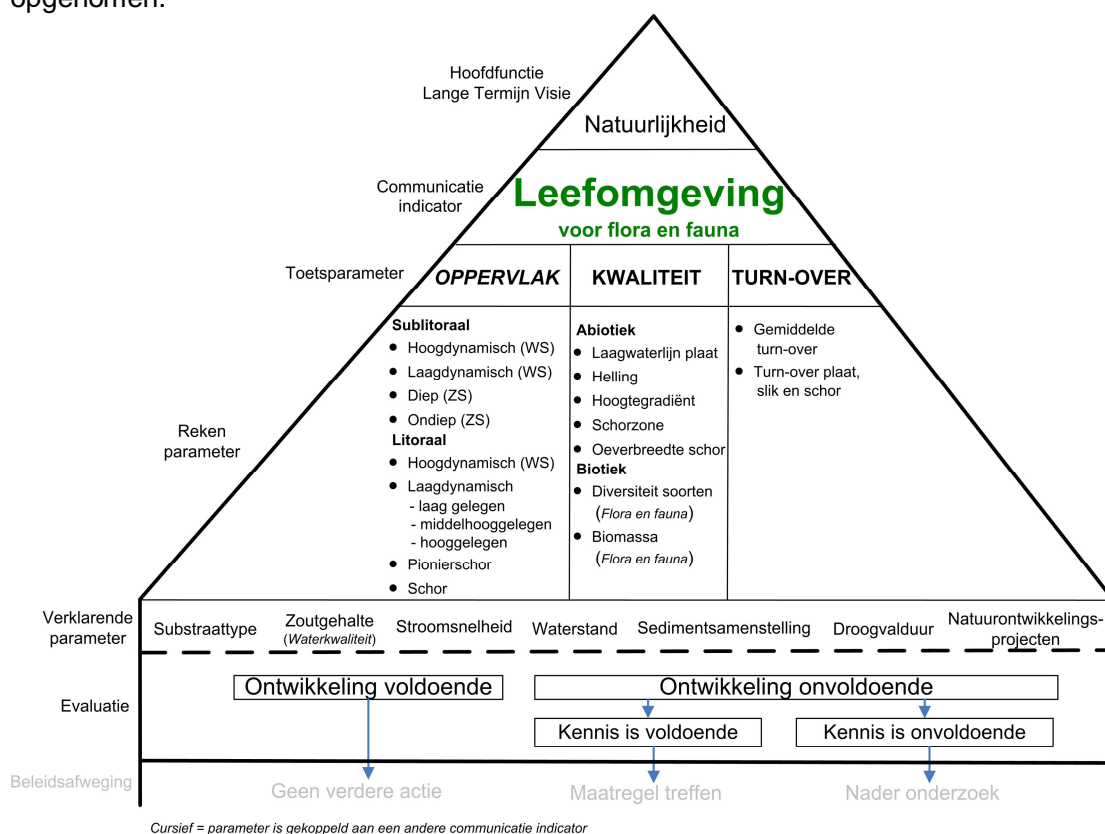 opgenomen.
Hoofdfunctie
Lange Termijn Visie
Natuurlijkheid
Communicatie
indicator
Leefomgeving
voor flora en fauna
Toetsparameter
OPPERVLAK
KWALITEIT
TURN-OVER
Reken
parameter
Sublitoraal
• Hoogdynamisch (WS)
• Laagdynamisch (WS)
• Diep (ZS)
• Ondiep (ZS)
Litoraal
• Hoogdynamisch (WS)
• Laagdynamisch
- laag gelegen
- middelhooggelegen
- hooggelegen
• Pionierschor
• Schor
Abiotiek
• Laagwaterlijn plaat
• Helling
• Hoogtegradiënt
• Schorzone
• Oeverbreedte schor
Biotiek
• Diversiteit soorten
(Flora en fauna)
• Biomassa
(Flora en fauna)
• Gemiddelde
turn-over
• Turn-over plaat,
slik en schor
Verklarende
parameter
Substraattype
Zoutgehalte
(Waterkwaliteit)
Stroomsnelheid
Waterstand
Sedimentsamenstelling
Droogvalduur
Natuurontwikkelings-
projecten
Evaluatie
Ontwikkeling voldoende
Ontwikkeling onvoldoende
Kennis is voldoende
Kennis is onvoldoende
Beleidsafweging
Geen verdere actie
Maatregel treffen
Nader onderzoek
Cursief = parameter is gekoppeld aan een andere communicatie indicator